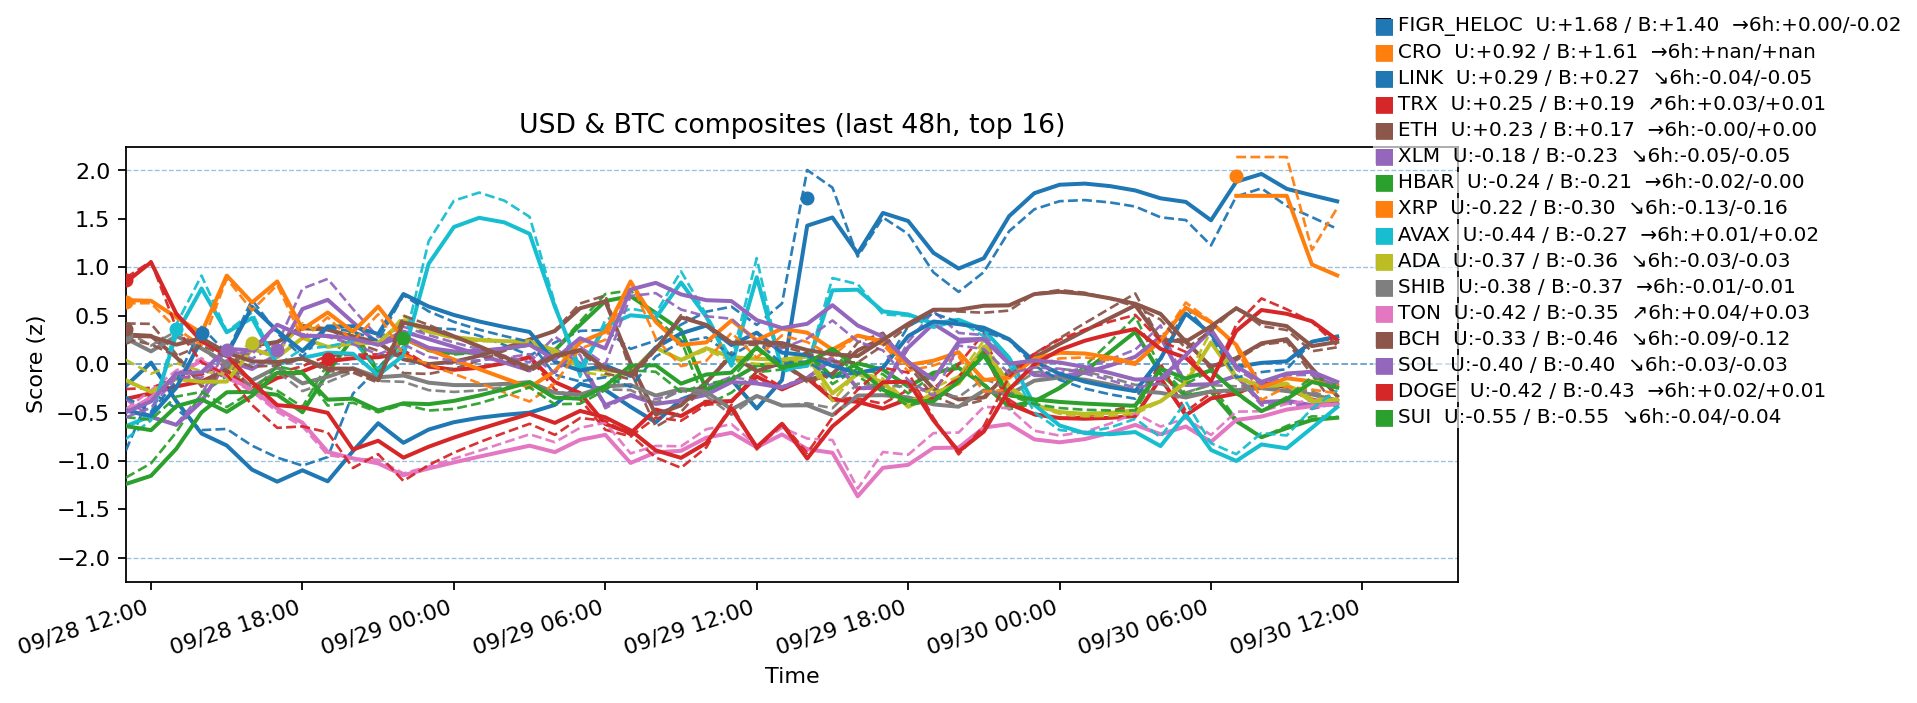 FIGR_HELOC U:+1.68 / B:+1.40 →6h:+0.00/-0.02
CRO U:+0.92 / B:+1.61 →6h:+nan/+nan
LINK U:+0.29 / B:+0.27 ↘6h:-0.04/-0.05
TRX U:+0.25 / B:+0.19 ↗6h:+0.03/+0.01
ETH U:+0.23 / B:+0.17 →6h:-0.00/+0.00
XLM U:-0.18 / B:-0.23 ↘6h:-0.05/-0.05
HBAR U:-0.24 / B:-0.21 →6h:-0.02/-0.00
XRP U:-0.22 / B:-0.30 ↘6h:-0.13/-0.16
AVAX U:-0.44 / B:-0.27 →6h:+0.01/+0.02
ADA U:-0.37 / B:-0.36 ↘6h:-0.03/-0.03
SHIB U:-0.38 / B:-0.37 →6h:-0.01/-0.01
TON U:-0.42 / B:-0.35 ↗6h:+0.04/+0.03
BCH U:-0.33 / B:-0.46 ↘6h:-0.09/-0.12
SOL U:-0.40 / B:-0.40 ↘6h:-0.03/-0.03
DOGE U:-0.42 / B:-0.43 →6h:+0.02/+0.01
SUI U:-0.55 / B:-0.55 ↘6h:-0.04/-0.04
USD & BTC composites (last 48h, top 16)
Score (z)
2.0
1.5
1.0
0.5
0.0
−0.5
−1.0
−1.5
−2.0
09/28 12:00
09/28 18:00
09/29 00:00
09/29 06:00
09/29 12:00
09/29 18:00
09/30 00:00
09/30 06:00
09/30 12:00
Time